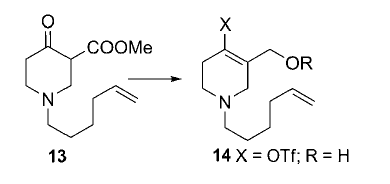 O
COOMe
N
13
X
OR
N
14 X = OTf; R = H